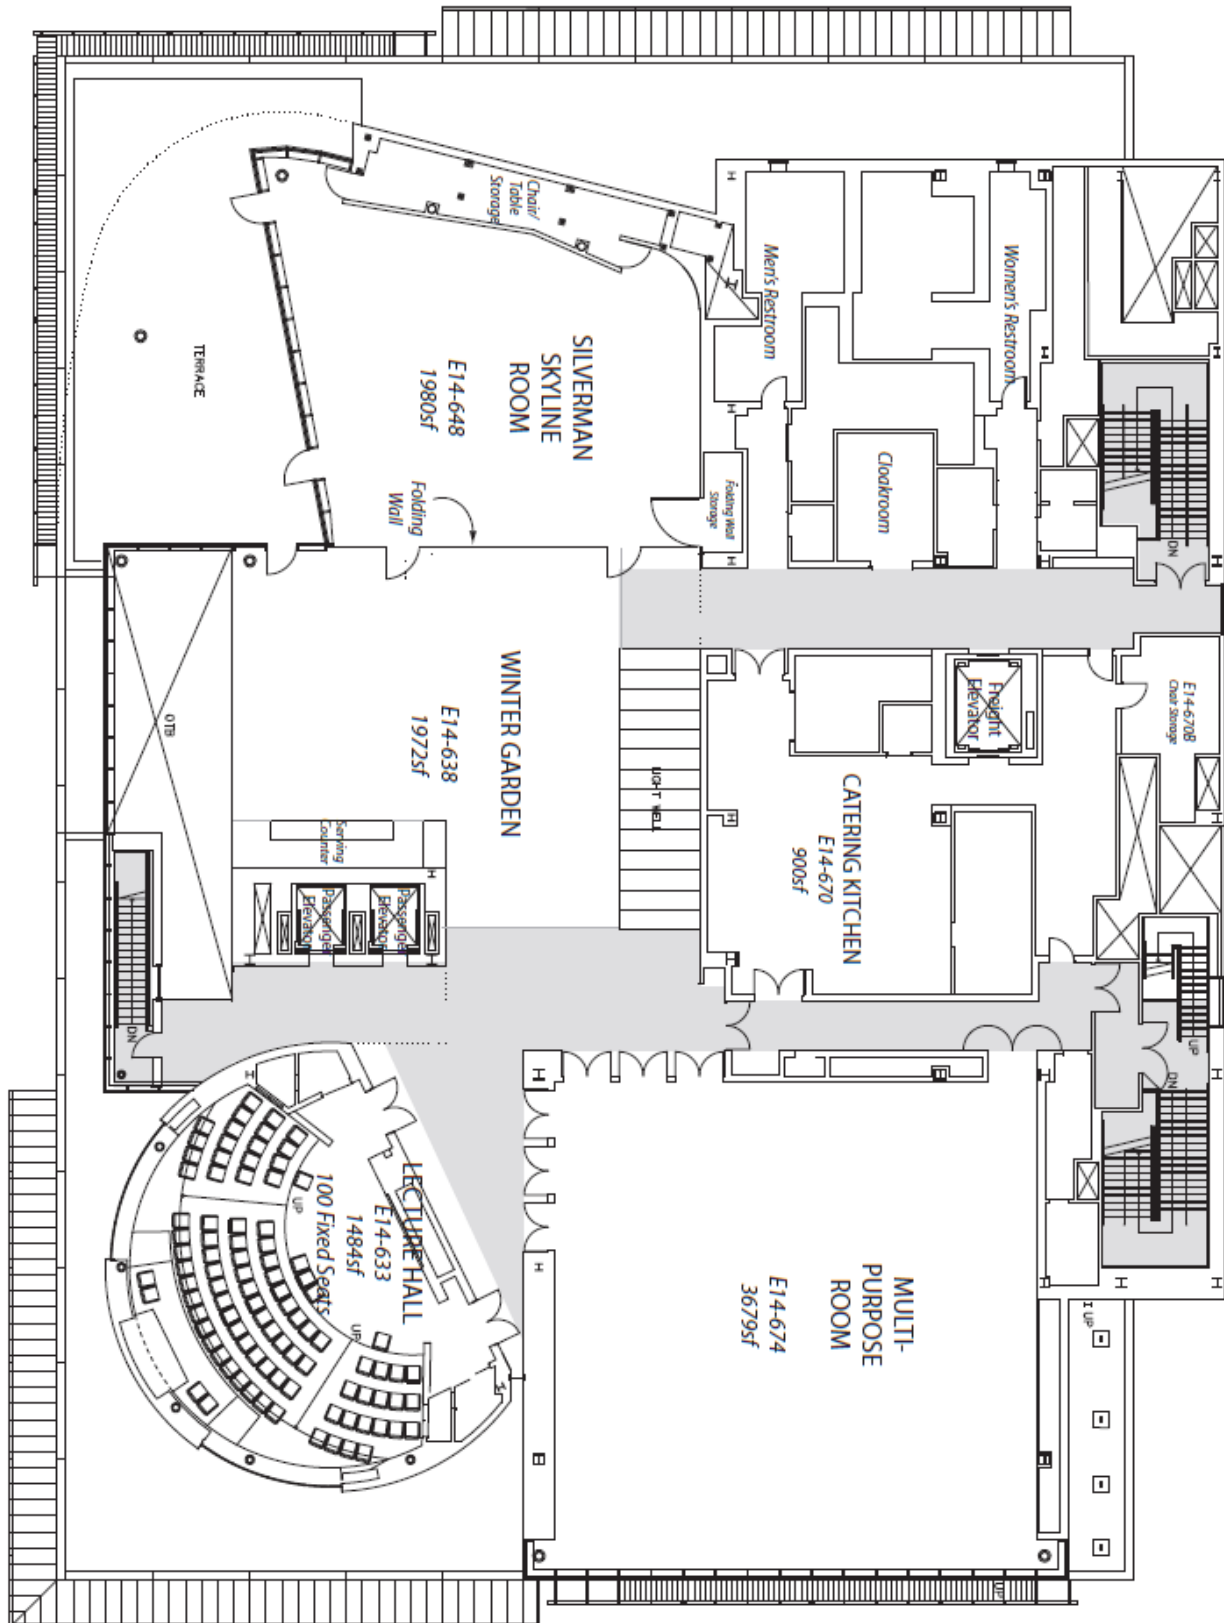 Chair/
Table
Storage
Men's Restroom
Women's Restroom
TERRACE
SILVERMAN
SKYLINE
ROOM
E14-648
1980sf
Folding
Wall
Folding Wall
Storage
Cloakroom
DN
WINTER GARDEN
E14-638
1972sf
OTB
LIGHT WELL
Serving
Counter
Passenger
Elevator
Passenger
Elevator
Freight
Elevator
E14-670B
Chair Storage
CATERING KITCHEN
E14-670
900sf
DN
UP
DN
LECTURE HALL
E14-633
1484sf
100 Fixed Seats
UP
UP
MULTI-
PURPOSE
ROOM
E14-674
3679sf
UP
UP